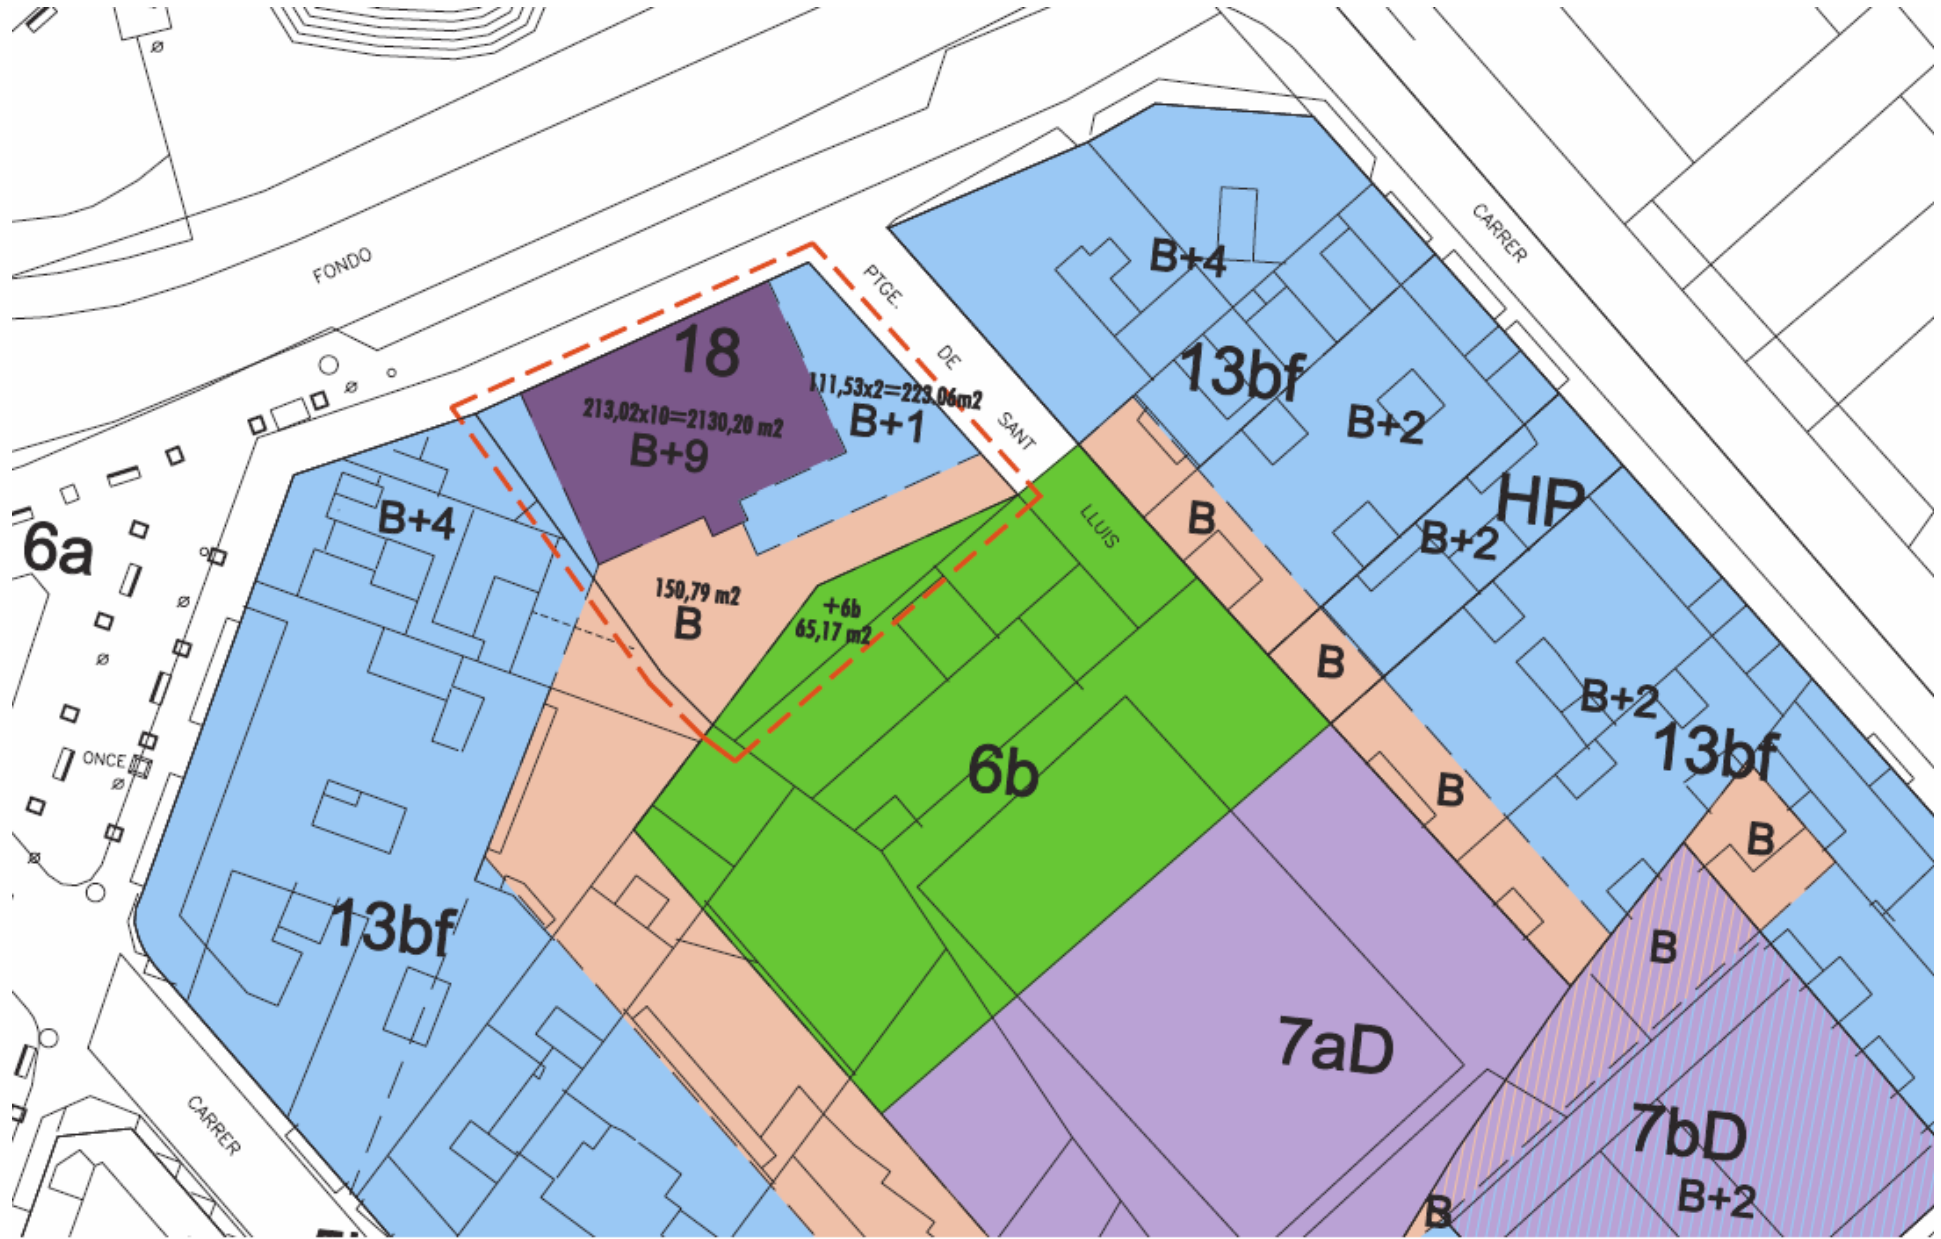 FONDO
PTGE.
DE
SANT
LLUIS
CARRER
B+4
13bf
B+2
HP
B+2
B+2
13bf
18
213,02x10=2130,20 m2
B+9
111,53x2=223.06m2
B+1
B+4
6a
150,79 m2
B
+6b
65,17 m2
B
B
B
B
B
6b
ONCE
13bf
7aD
7bD
B+2
B
CARRER